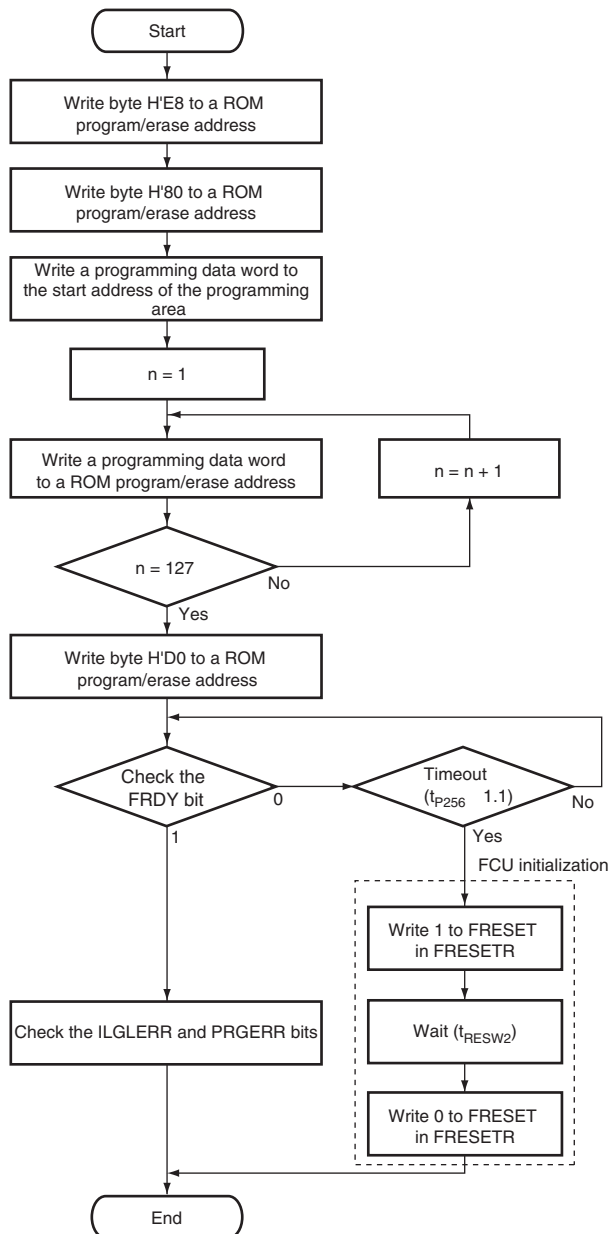 Start
Write byte H'E8 to a ROM
program/erase address
Write byte H'80 to a ROM
program/erase address
Write a programming data word to
the start address of the programming
area
n = 1
Write a programming data word
to a ROM program/erase address
n = n + 1
n = 127
No
Yes
Write byte H'D0 to a ROM
program/erase address
Check the
FRDY bit
0
1
Timeout
(tP256 1.1)
No
Yes
FCU initialization
Write 1 to FRESET
in FRESETR
Check the ILGLERR and PRGERR bits
Wait (tRESW2)
Write 0 to FRESET
in FRESETR
End